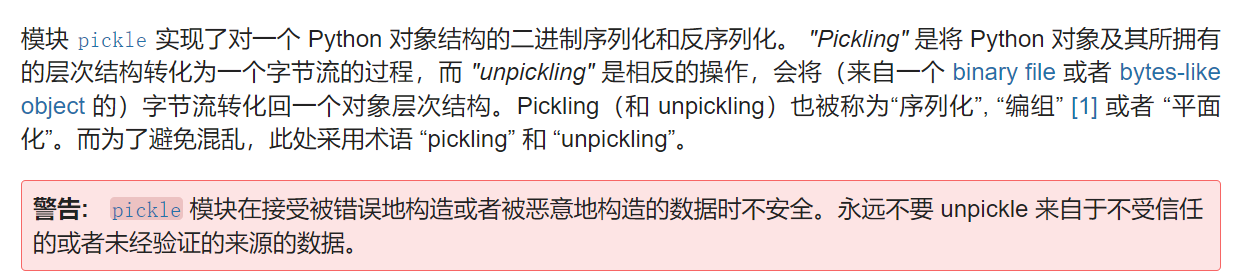 模块 pickle 实现了对一个 Python 对象结构的二进制序列化和反序列化。 "Pickling" 是将 Python 对象及其所拥有
的层次结构转化为一个字节流的过程，而 "unpickling" 是相反的操作，会将（来自一个 binary file 或者 bytes-like
object 的）字节流转化回一个对象层次结构。Pickling（和 unpickling）也被称为“序列化”, “编组” [1] 或者 “平面
化”。而为了避免混乱，此处采用术语 “pickling” 和 “unpickling”。
警告: pickle 模块在接受被错误地构造或者被恶意地构造的数据时不安全。永远不要 unpickle 来自于不受信任
的或者未经验证的来源的数据。